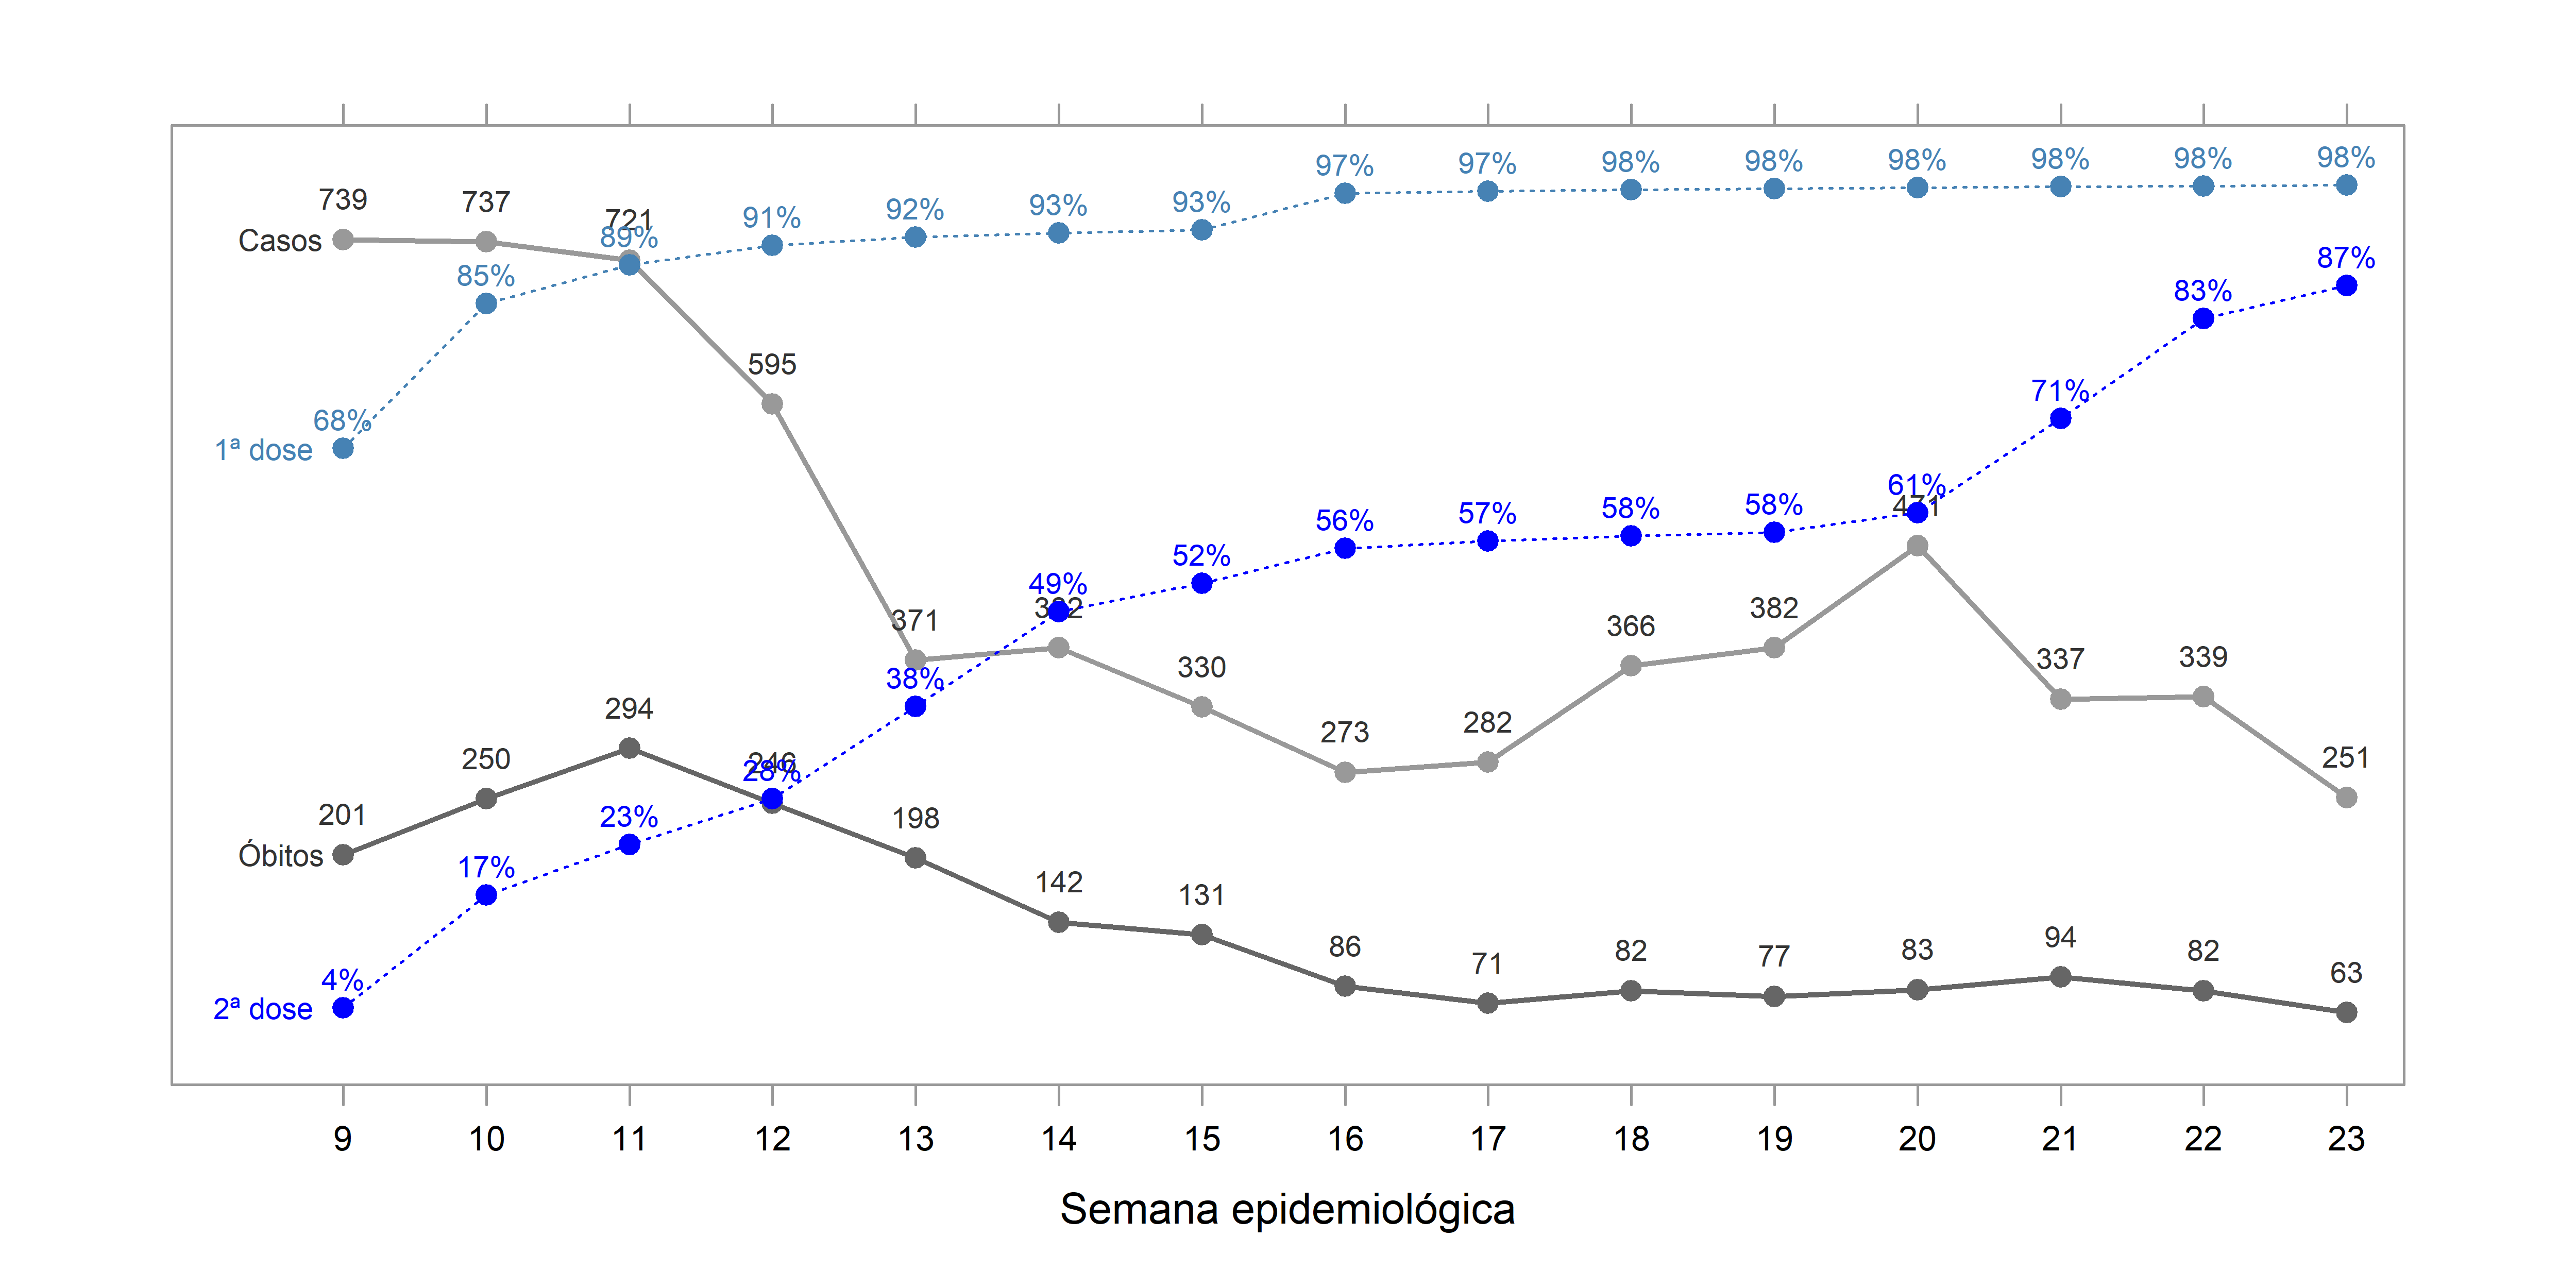 97% 97% 98% 98% 98% 98% 98% 98%
739 737 721 91% 92% 93% 93%
Casos 89%
85% 87%
83%
595
68% 71%
1ª dose
61%
56% 57% 58% 58% 471
52%
49%
371 382 366 382
38% 330 337 339
294 273 282
250 246 28% 251
201 23% 198
Óbitos
17% 142 131
4% 86 71 82 77 83 94 82 63
2ª dose
9 10 11 12 13 14 15 16 17 18 19 20 21 22 23
Semana epidemiológica